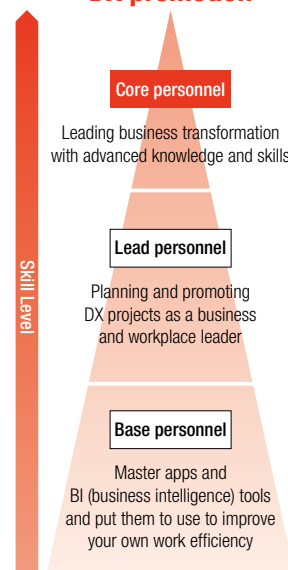 DX promotion
Core personnel
Leading business transformation
with advanced knowledge and skills
Lead personnel
Planning and promoting
DX projects as a business
and workplace leader
Skill Level
Base personnel
Master apps and
BI (business intelligence) tools
and put them to use to improve
your own work efficiency